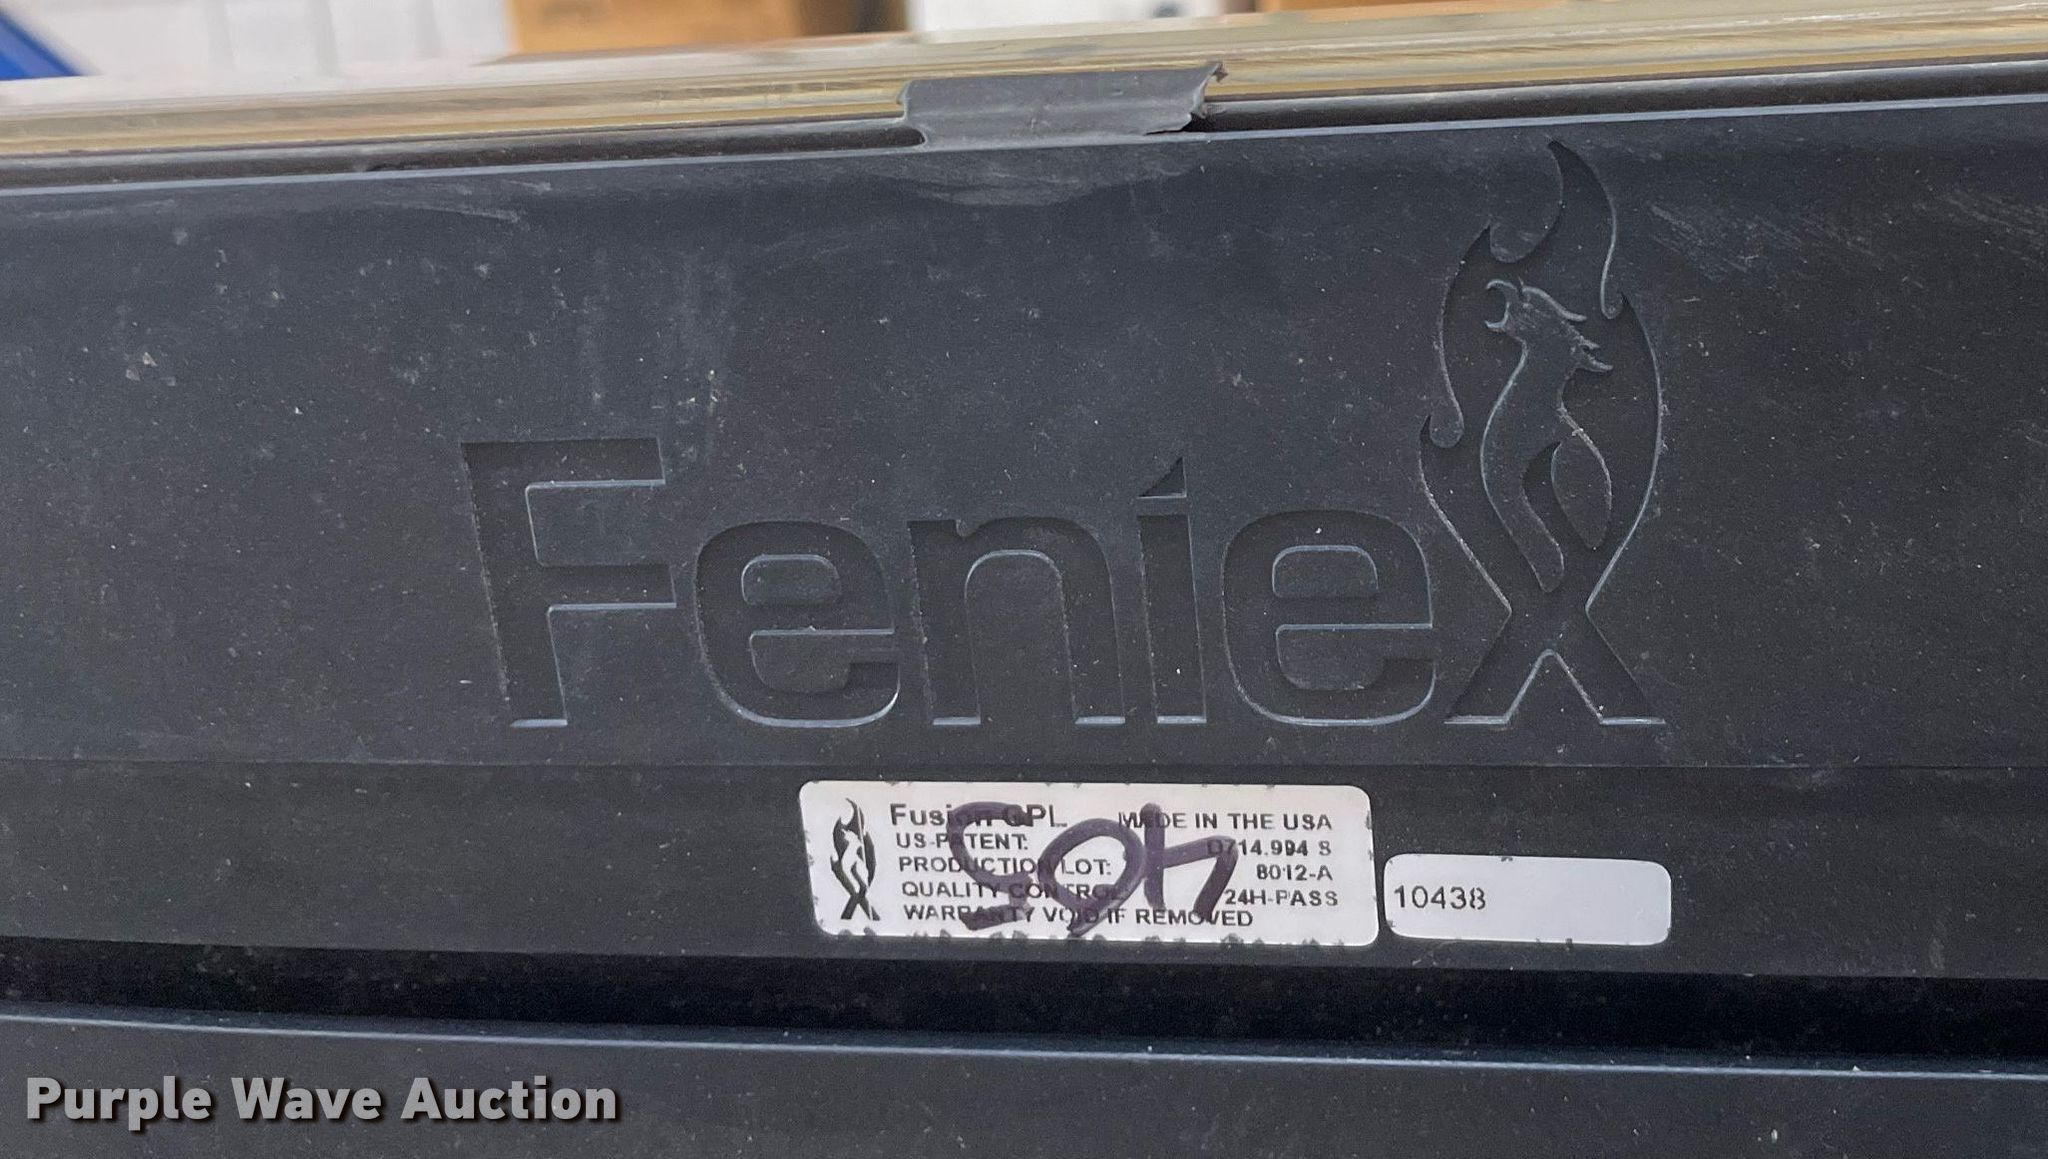 Feniex
Fusion GPL MADE IN THE USA
US PATENT: D714.994 S
PRODUCTION LOT: 8012-A
QUALITY CONTROL 24H-PASS
WARRANTY VOID IF REMOVED
10438
Purple Wave Auction